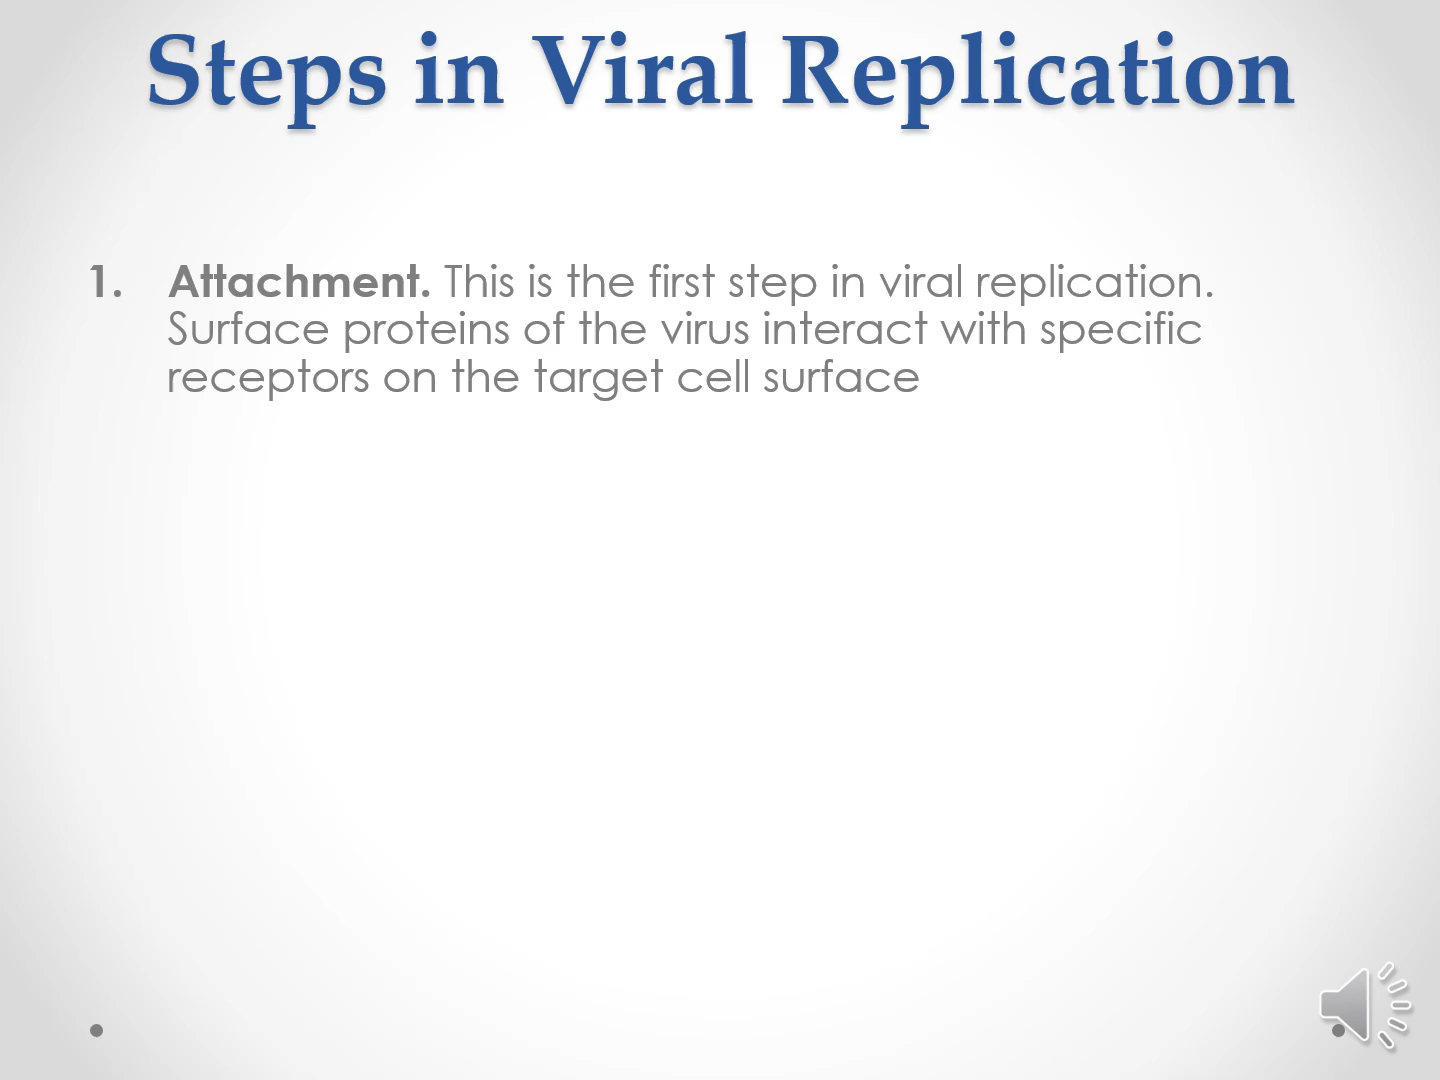 Steps in Viral Replication
1. Attachment. This is the first step in viral replication.
Surface proteins of the virus interact with specific
receptors on the target cell surface